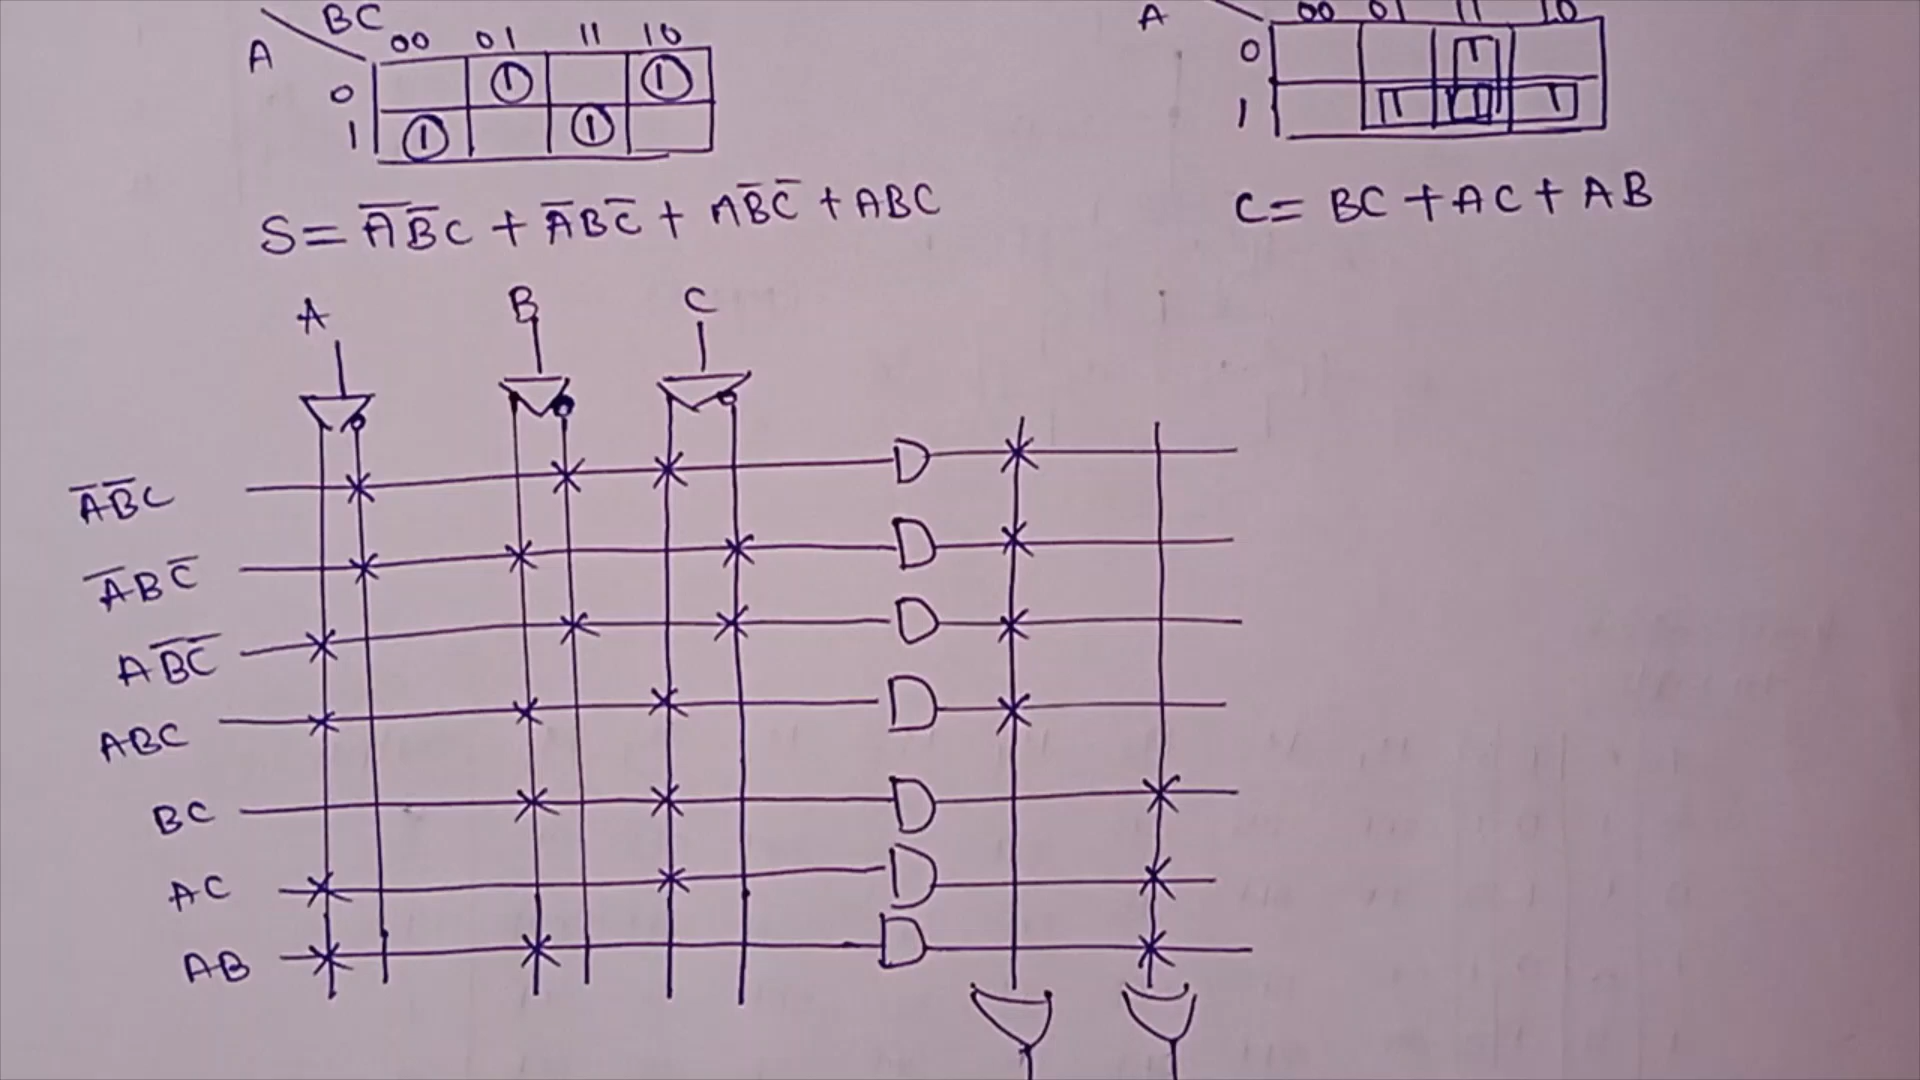 BC
A 00 01 11 10
0 1 1
1 1 1
A 00 01 11 10
0 1
1 1 1 1
S = A̅B̅C + A̅BC̅ + AB̅C̅ + ABC
C = BC + AC + AB
A B C
A̅B̅C
A̅BC̅
AB̅C̅
ABC
BC
AC
AB